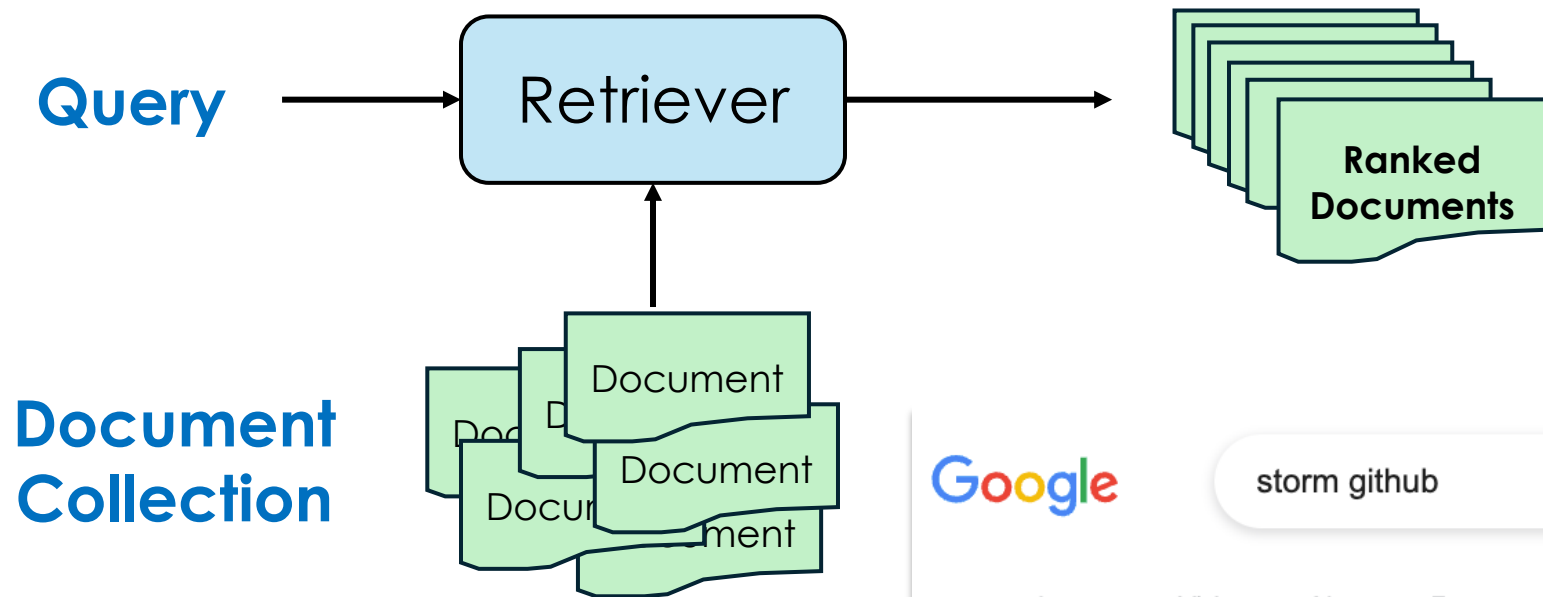 Query
Retriever
Ranked
Documents
Document
Collection
Document
Document
Google
storm github